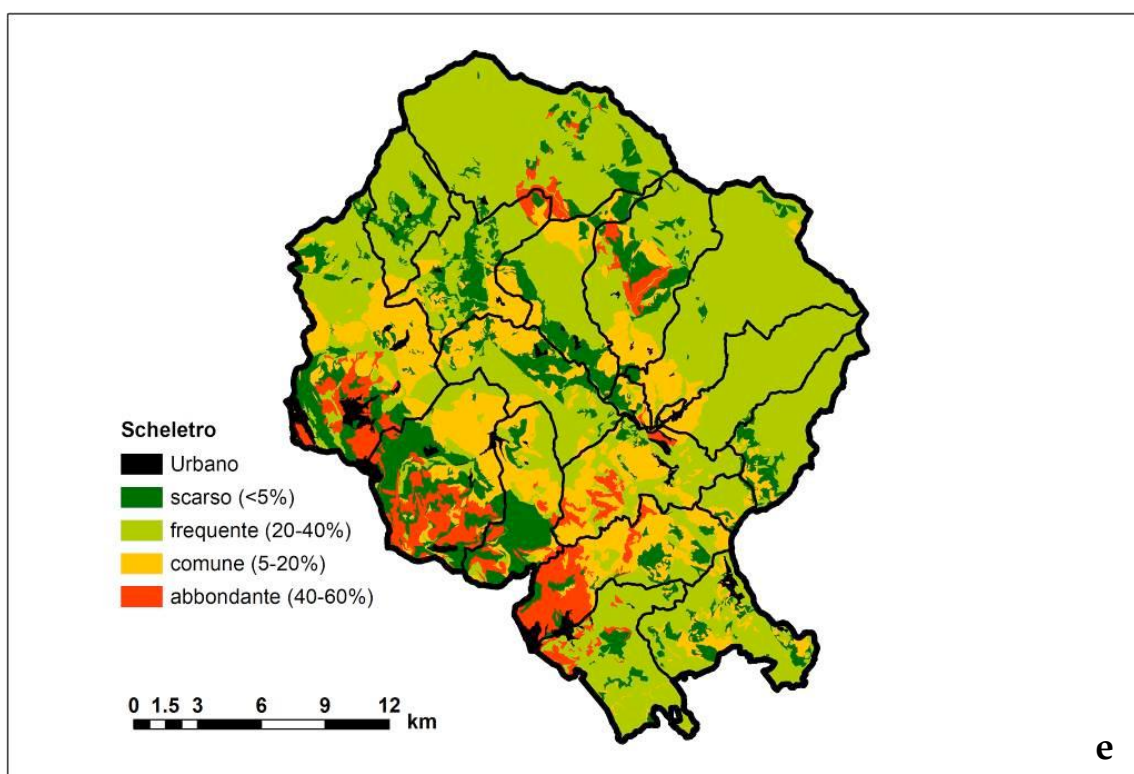 Scheletro
Urbano
scarso (<5%)
frequente (20-40%)
comune (5-20%)
abbondante (40-60%)
0 1.5 3 6 9 12
km
e